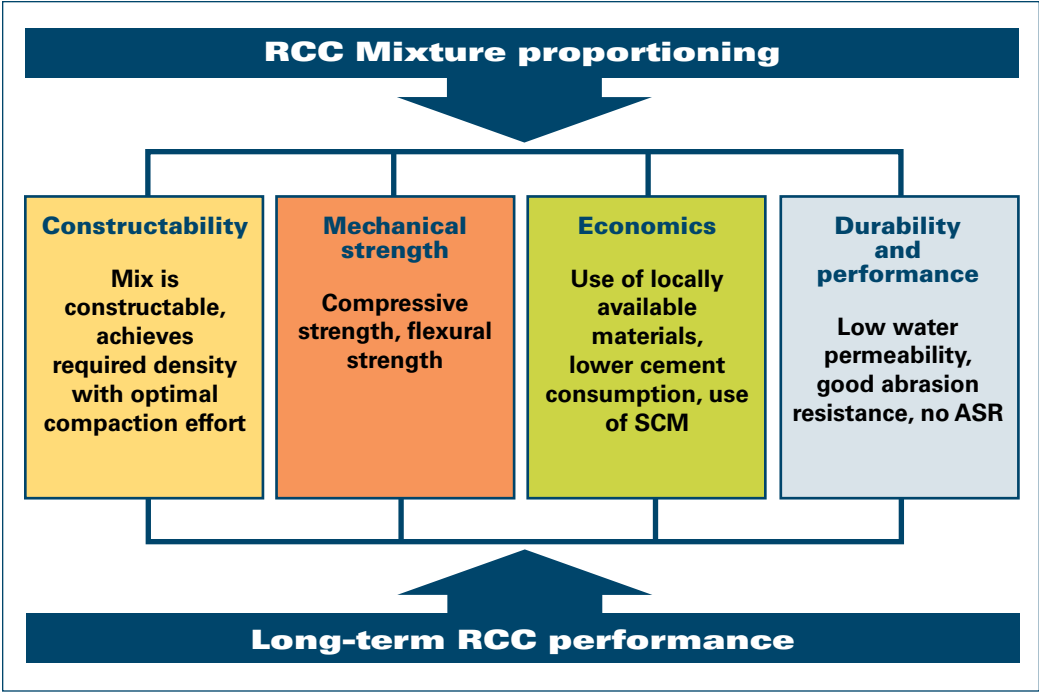 RCC Mixture proportioning
Constructability
Mix is
constructable,
achieves
required density
with optimal
compaction effort
Mechanical
strength
Compressive
strength, flexural
strength
Economics
Use of locally
available
materials,
lower cement
consumption, use
of SCM
Durability
and
performance
Low water
permeability,
good abrasion
resistance, no ASR
Long-term RCC performance